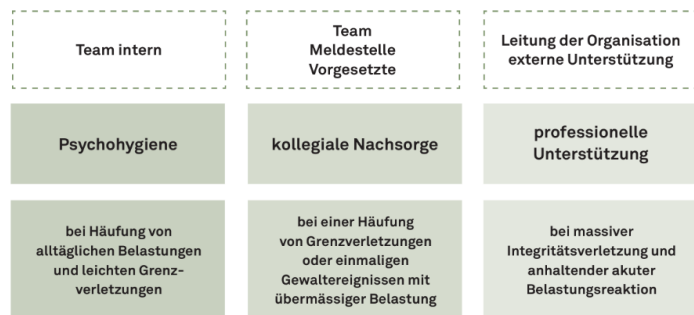 Team intern
Team
Meldestelle
Vorgesetzte
Leitung der Organisation
externe Unterstützung
Psychohygiene
kollegiale Nachsorge
professionelle
Unterstützung
bei Häufung von
alltäglichen Belastungen
und leichten Grenz-
verletzungen
bei einer Häufung
von Grenzverletzungen
oder einmaligen
Gewaltereignissen mit
übermässiger Belastung
bei massiver
Integritätsverletzung und
anhaltender akuter
Belastungsreaktion